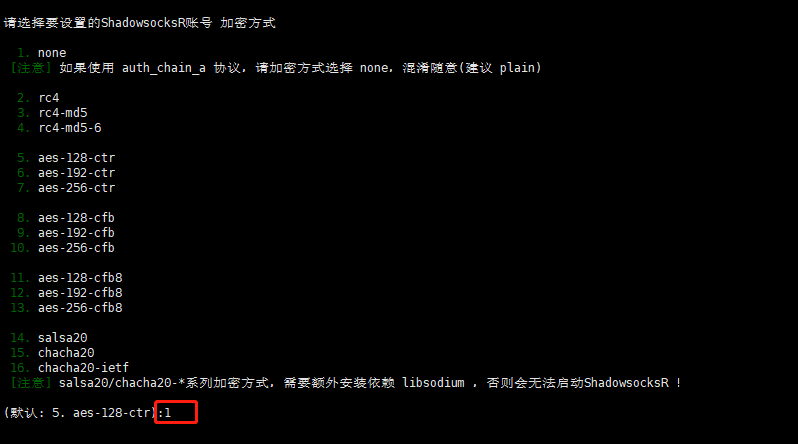 请选择要设置的ShadowsocksR账号 加密方式
1. none
[注意] 如果使用 auth_chain_a 协议, 请加密方式选择 none, 混淆随意(建议 plain)
2. rc4
3. rc4-md5
4. rc4-md5-6
5. aes-128-ctr
6. aes-192-ctr
7. aes-256-ctr
8. aes-128-cfb
9. aes-192-cfb
10. aes-256-cfb
11. aes-128-cfb8
12. aes-192-cfb8
13. aes-256-cfb8
14. salsa20
15. chacha20
16. chacha20-ietf
[注意] salsa20/chacha20-*系列加密方式, 需要额外安装依赖 libsodium , 否则会无法启动ShadowsocksR !
(默认: 5. aes-128-ctr):1